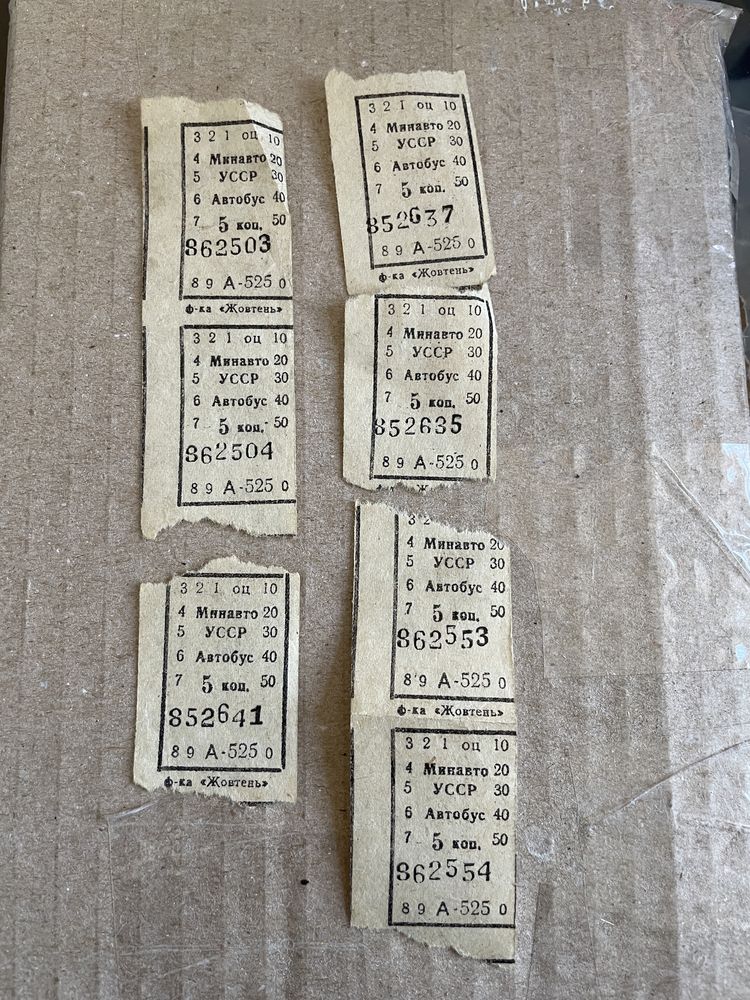 3 2 1 оц 10
4 Минавто 20
5 УССР 30
6 Автобус 40
7 5 коп. 50
862503
8 9 А-525 0
ф-ка «Жовтень»
3 2 1 оц 10
4 Минавто 20
5 УССР 30
6 Автобус 40
7 5 коп. 50
862504
8 9 А-525 0
3 2 1 оц 10
4 Минавто 20
5 УССР 30
6 Автобус 40
7 5 коп. 50
852641
8 9 А-525 0
ф-ка «Жовтень»
3 2 1 оц 10
4 Минавто 20
5 УССР 30
6 Автобус 40
7 5 коп. 50
852637
8 9 А-525 0
ф-ка «Жовтень»
3 2 1 оц 10
4 Минавто 20
5 УССР 30
6 Автобус 40
7 5 коп. 50
852635
8 9 А-525 0
3 2
4 Минавто 20
5 УССР 30
6 Автобус 40
7 5 коп. 50
862553
8 9 А-525 0
ф-ка «Жовтень»
3 2 1 оц 10
4 Минавто 20
5 УССР 30
6 Автобус 40
7 5 коп. 50
862554
8 9 А-525 0